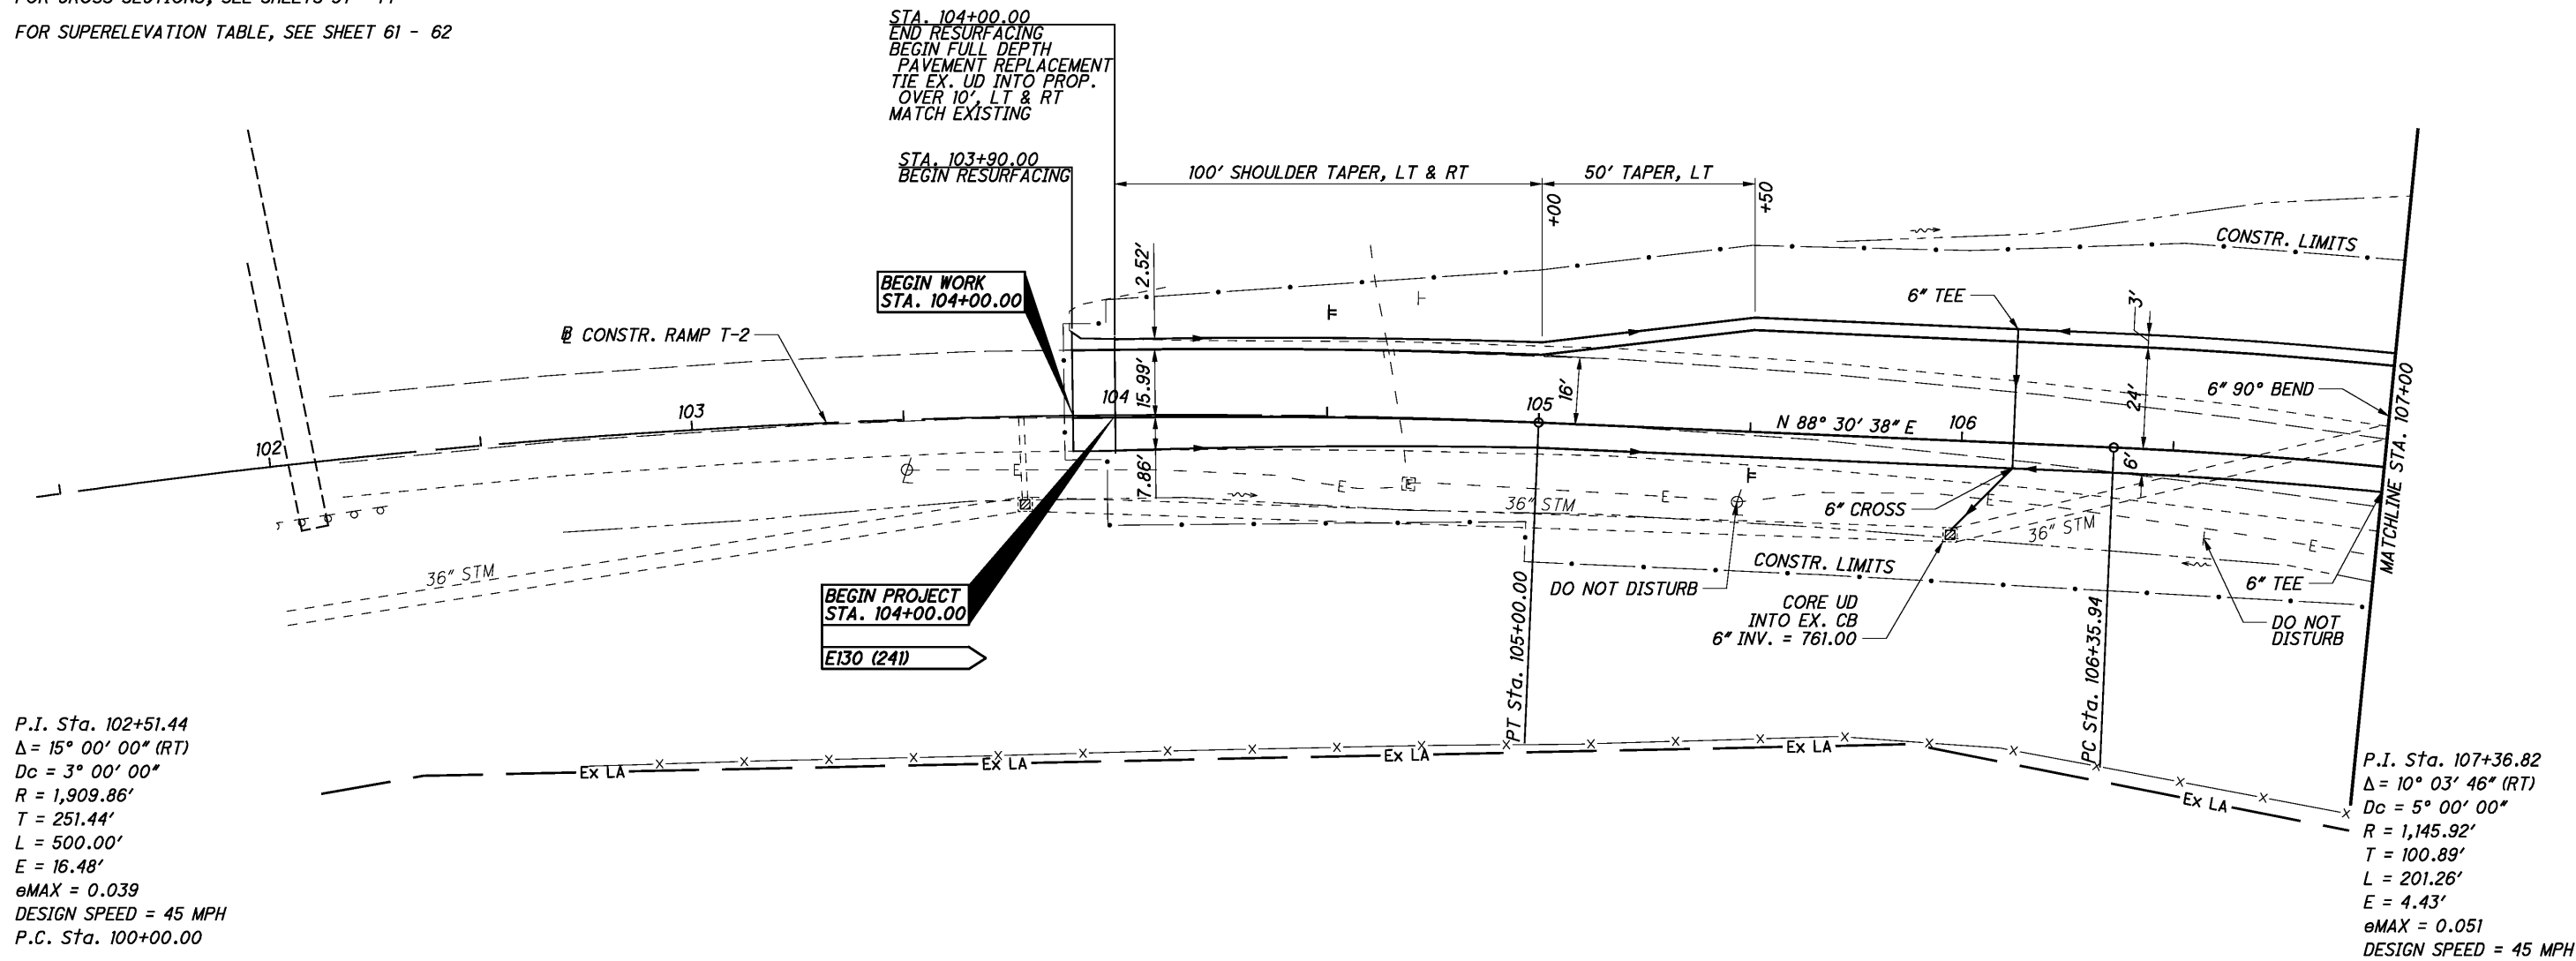 FOR SUPERELEVATION TABLE, SEE SHEET 61 - 62
STA. 104+00.00
END RESURFACING
BEGIN FULL DEPTH
PAVEMENT REPLACEMENT
TIE EX. UD INTO PROP.
OVER 10', LT & RT
MATCH EXISTING
STA. 103+90.00
BEGIN RESURFACING
100' SHOULDER TAPER, LT & RT
50' TAPER, LT
+00
+50
CONSTR. LIMITS
2.52'
BEGIN WORK
STA. 104+00.00
6" TEE
3'
℄ CONSTR. RAMP T-2
15.99'
16'
24'
6" 90° BEND
MATCHLINE STA. 107+00
102
103
104
105
106
N 88° 30' 38" E
6'
7.86'
E
E
E
E
E
E
E
36" STM
36" STM
36" STM
6" CROSS
6" TEE
CONSTR. LIMITS
DO NOT DISTURB
CORE UD
INTO EX. CB
6" INV. = 761.00
DO NOT
DISTURB
BEGIN PROJECT
STA. 104+00.00
E130 (241)
PT Sta. 105+00.00
PC Sta. 106+35.94
Ex LA
Ex LA
Ex LA
Ex LA
Ex LA
P.I. Sta. 102+51.44
Δ = 15° 00' 00" (RT)
Dc = 3° 00' 00"
R = 1,909.86'
T = 251.44'
L = 500.00'
E = 16.48'
eMAX = 0.039
DESIGN SPEED = 45 MPH
P.C. Sta. 100+00.00
P.I. Sta. 107+36.82
Δ = 10° 03' 46" (RT)
Dc = 5° 00' 00"
R = 1,145.92'
T = 100.89'
L = 201.26'
E = 4.43'
eMAX = 0.051
DESIGN SPEED = 45 MPH